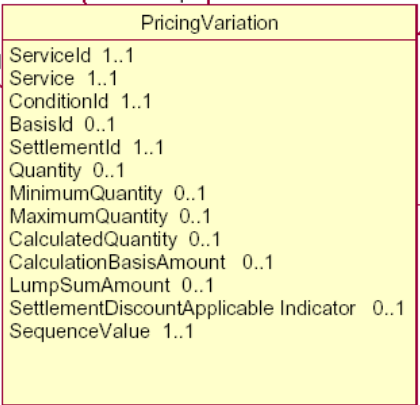 PricingVariation
ServiceId 1..1
Service 1..1
ConditionId 1..1
BasisId 0..1
SettlementId 1..1
Quantity 0..1
MinimumQuantity 0..1
MaximumQuantity 0..1
CalculatedQuantity 0..1
CalculationBasisAmount 0..1
LumpSumAmount 0..1
SettlementDiscountApplicable Indicator 0..1
SequenceValue 1..1